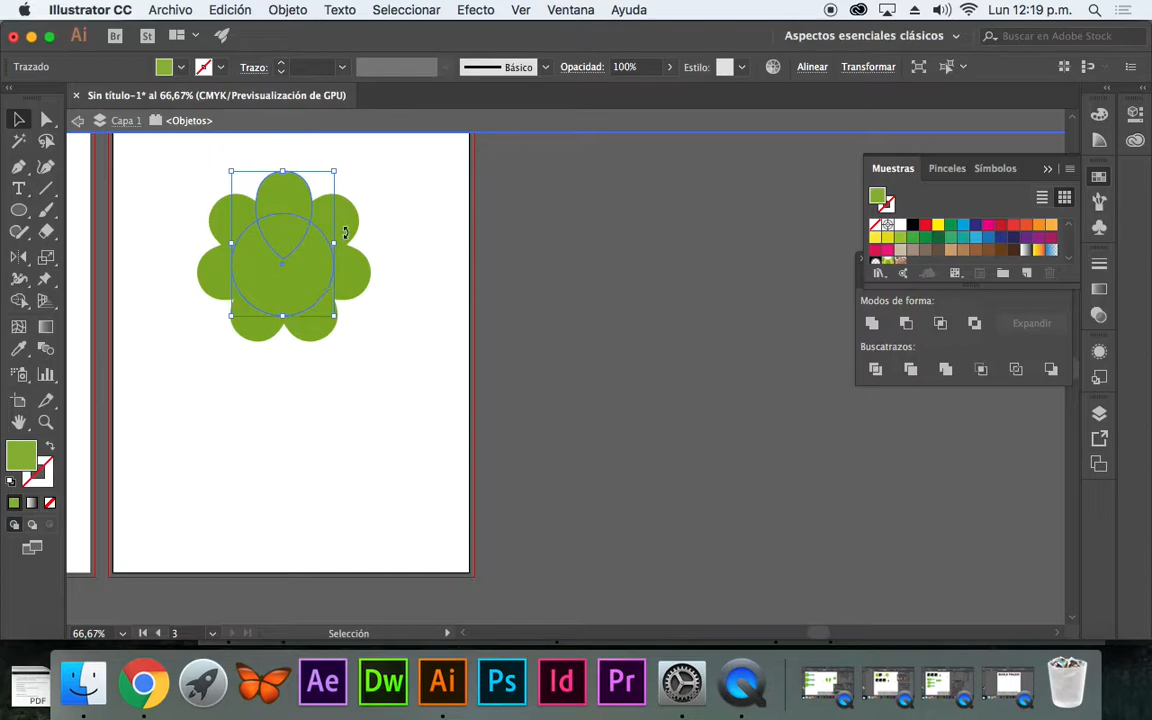 Illustrator CC Archivo Edición Objeto Texto Seleccionar Efecto Ver Ventana Ayuda Lun 12:19 p.m.
Ai Br St Aspectos esenciales clásicos Buscar en Adobe Stock
Trazado Trazo: Básico Opacidad: 100% Estilo: Alinear Transformar
Sin título-1* al 66,67% (CMYK/Previsualización de GPU)
Capa 1 <Objetos>
Muestras Pinceles Símbolos
Modos de forma:
Expandir
Buscatrazos:
66,67% 3 Selección
PDF Ae Dw Ai Ps Id Pr